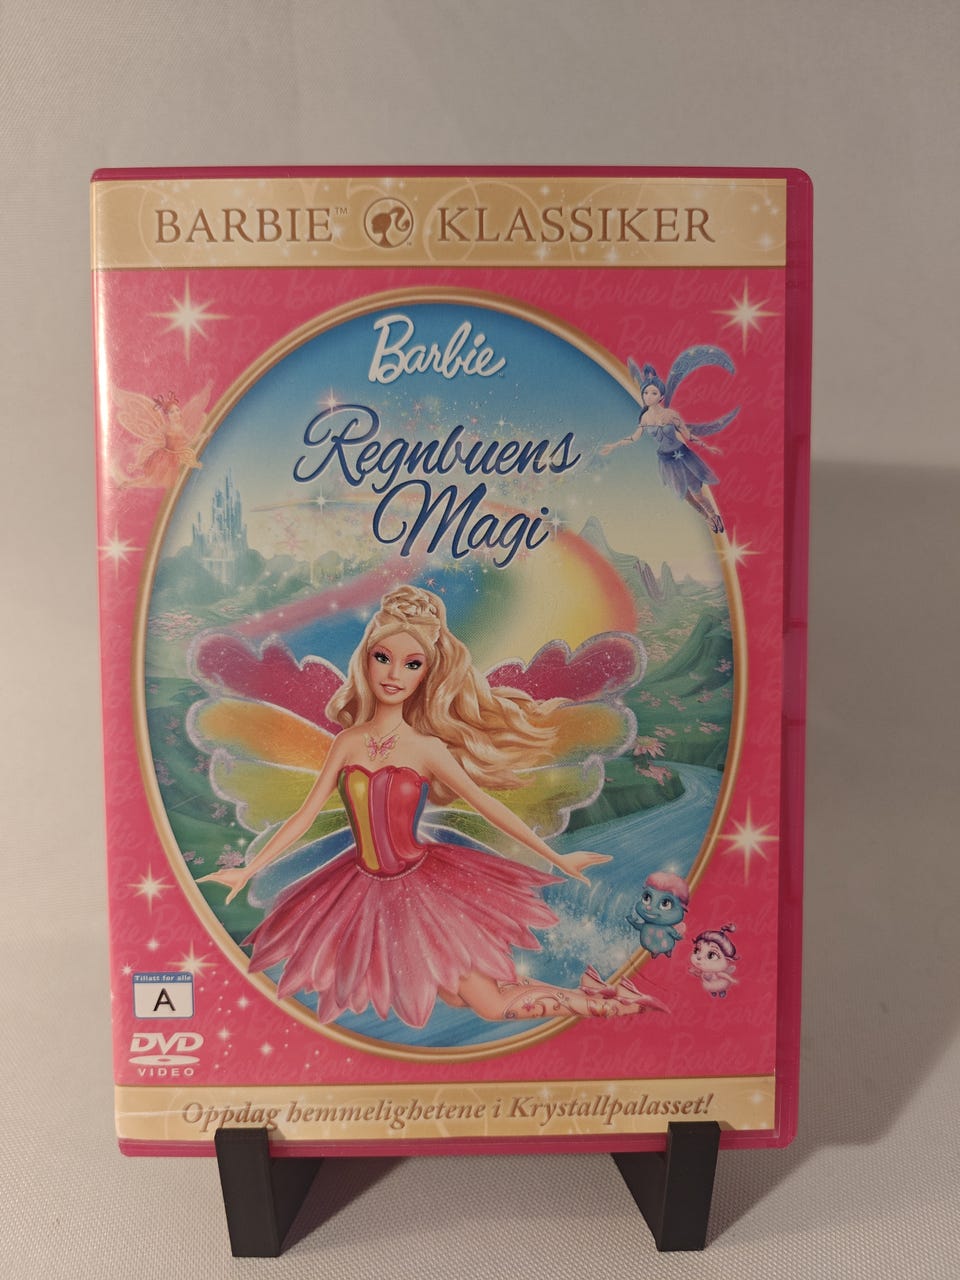 BARBIE™ KLASSIKER
Barbie
Regnbuens
Magi
Tillatt for alle
A
DVD
VIDEO
Oppdag hemmelighetene i Krystallpalasset!